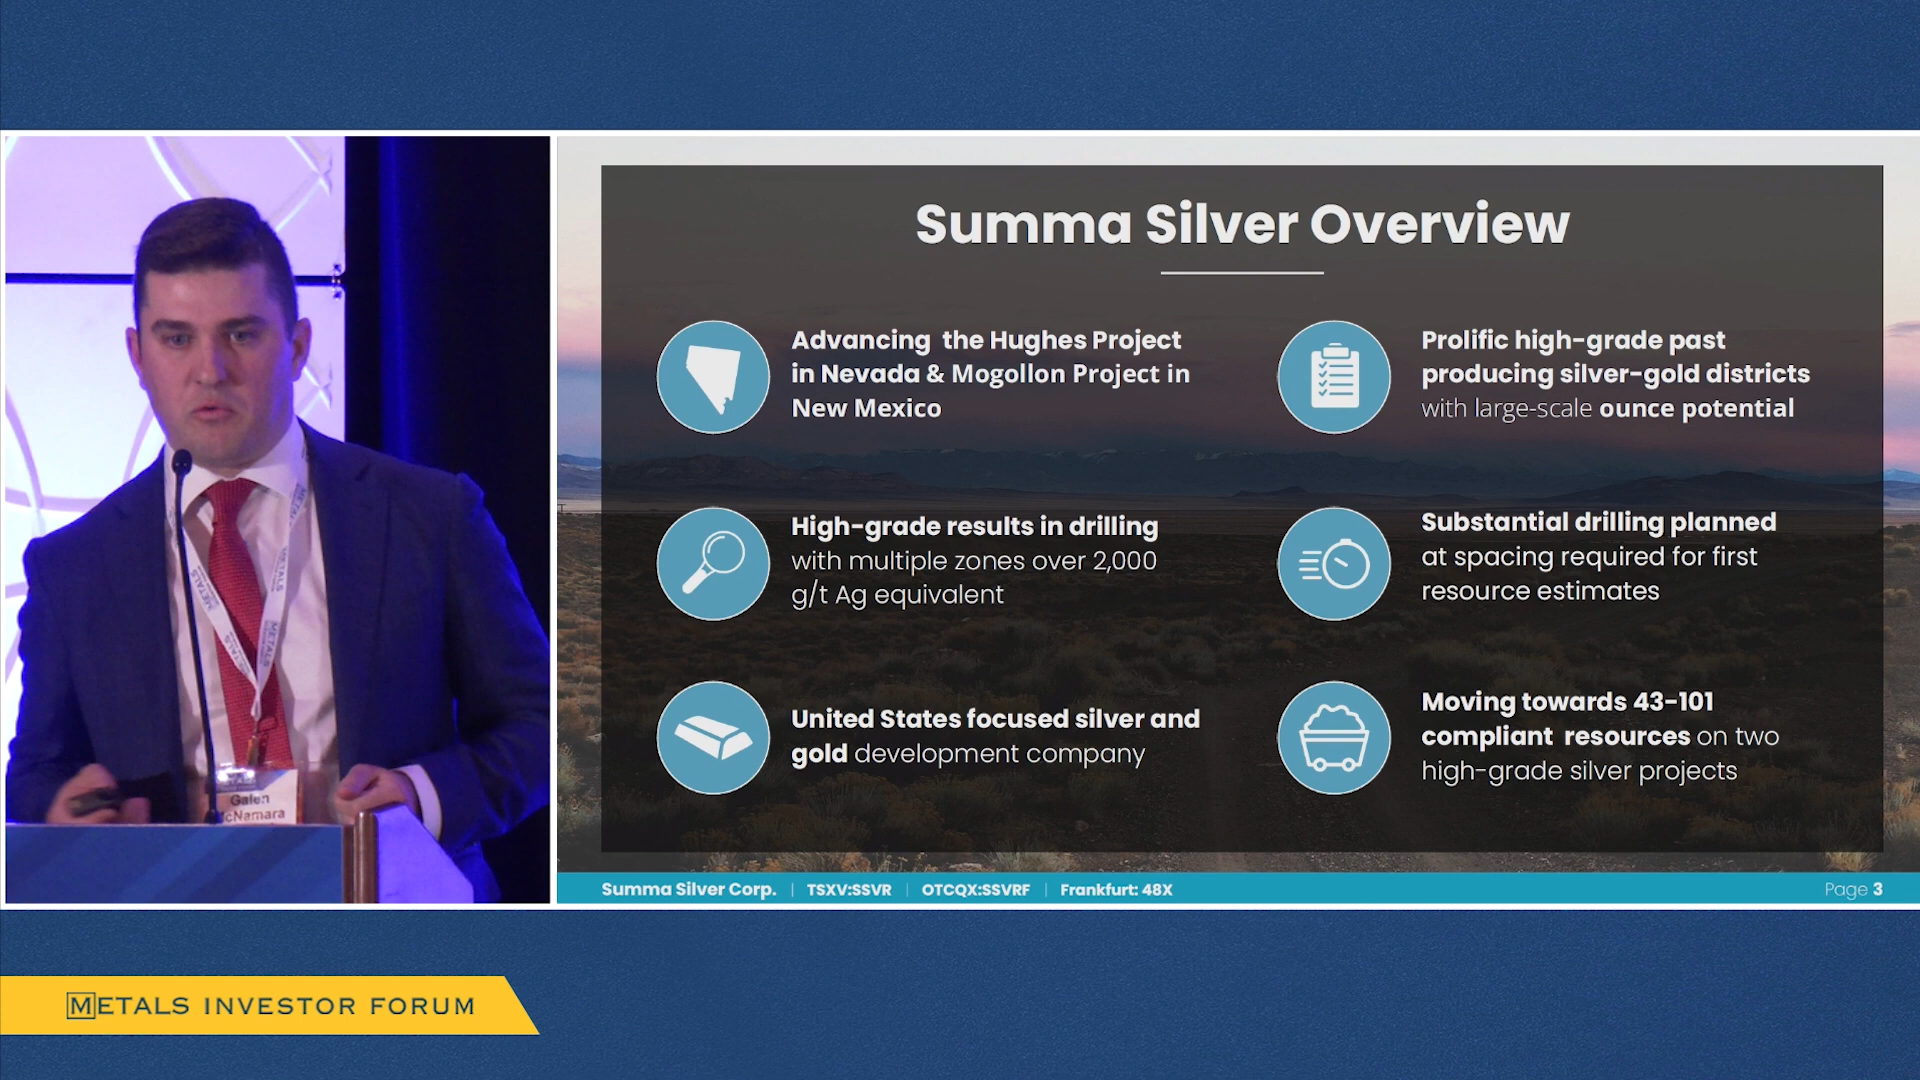 Summa Silver Overview
Advancing the Hughes Project
in Nevada & Mogollon Project in
New Mexico
Prolific high-grade past
producing silver-gold districts
with large-scale ounce potential
High-grade results in drilling
with multiple zones over 2,000
g/t Ag equivalent
Substantial drilling planned
at spacing required for first
resource estimates
United States focused silver and
gold development company
Moving towards 43-101
compliant resources on two
high-grade silver projects
Summa Silver Corp. | TSXV:SSVR | OTCQX:SSVRF | Frankfurt: 48X
Page 3
METALS
METALS
METALS
Galen
cNamara
METALS INVESTOR FORUM